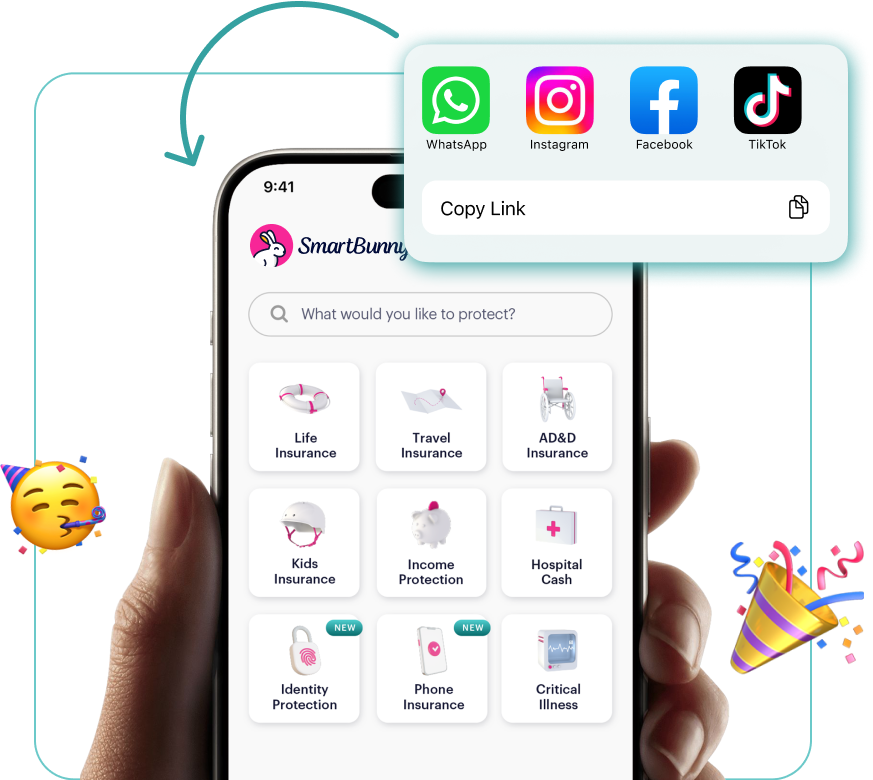 WhatsApp
Instagram
Facebook
TikTok
Copy Link
9:41
SmartBunny
What would you like to protect?
Life
Insurance
Travel
Insurance
AD&D
Insurance
Kids
Insurance
Income
Protection
Hospital
Cash
NEW
Identity
Protection
NEW
Phone
Insurance
Critical
Illness